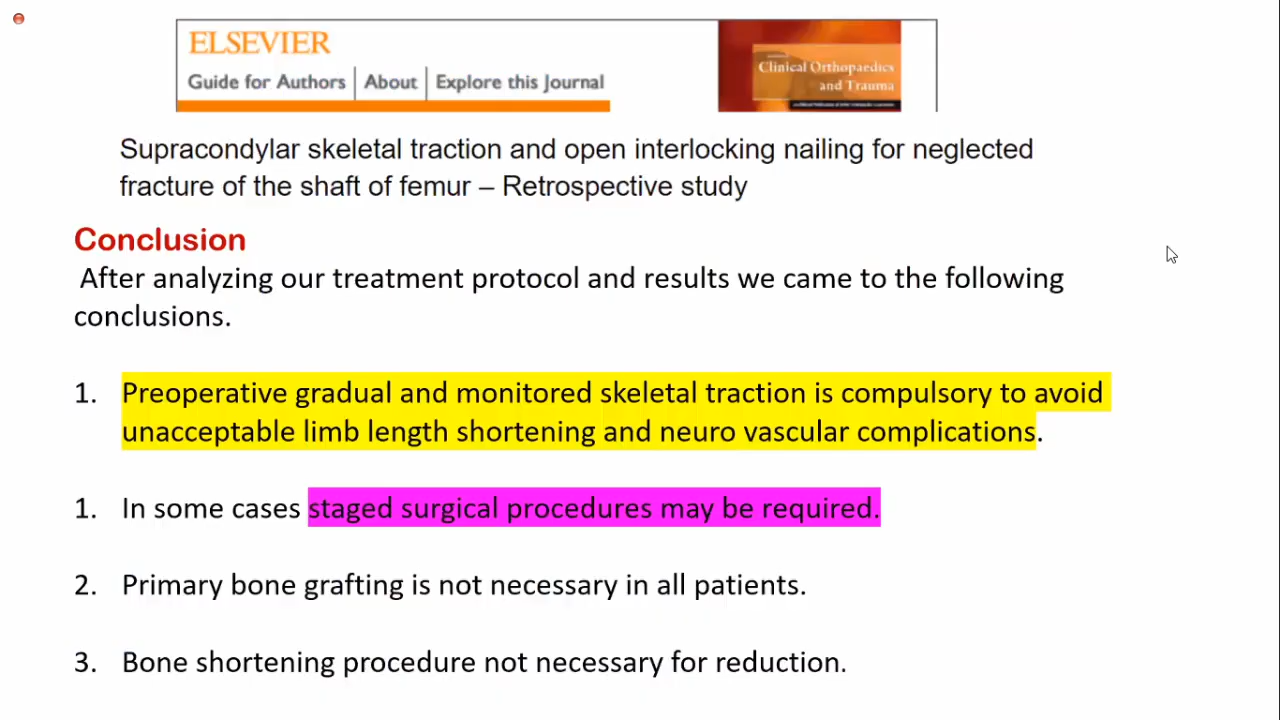 ELSEVIER
Guide for Authors | About | Explore this Journal
Clinical Orthopaedics
and Trauma
Supracondylar skeletal traction and open interlocking nailing for neglected
fracture of the shaft of femur – Retrospective study
Conclusion
After analyzing our treatment protocol and results we came to the following
conclusions.
1. Preoperative gradual and monitored skeletal traction is compulsory to avoid
unacceptable limb length shortening and neuro vascular complications.
1. In some cases staged surgical procedures may be required.
2. Primary bone grafting is not necessary in all patients.
3. Bone shortening procedure not necessary for reduction.